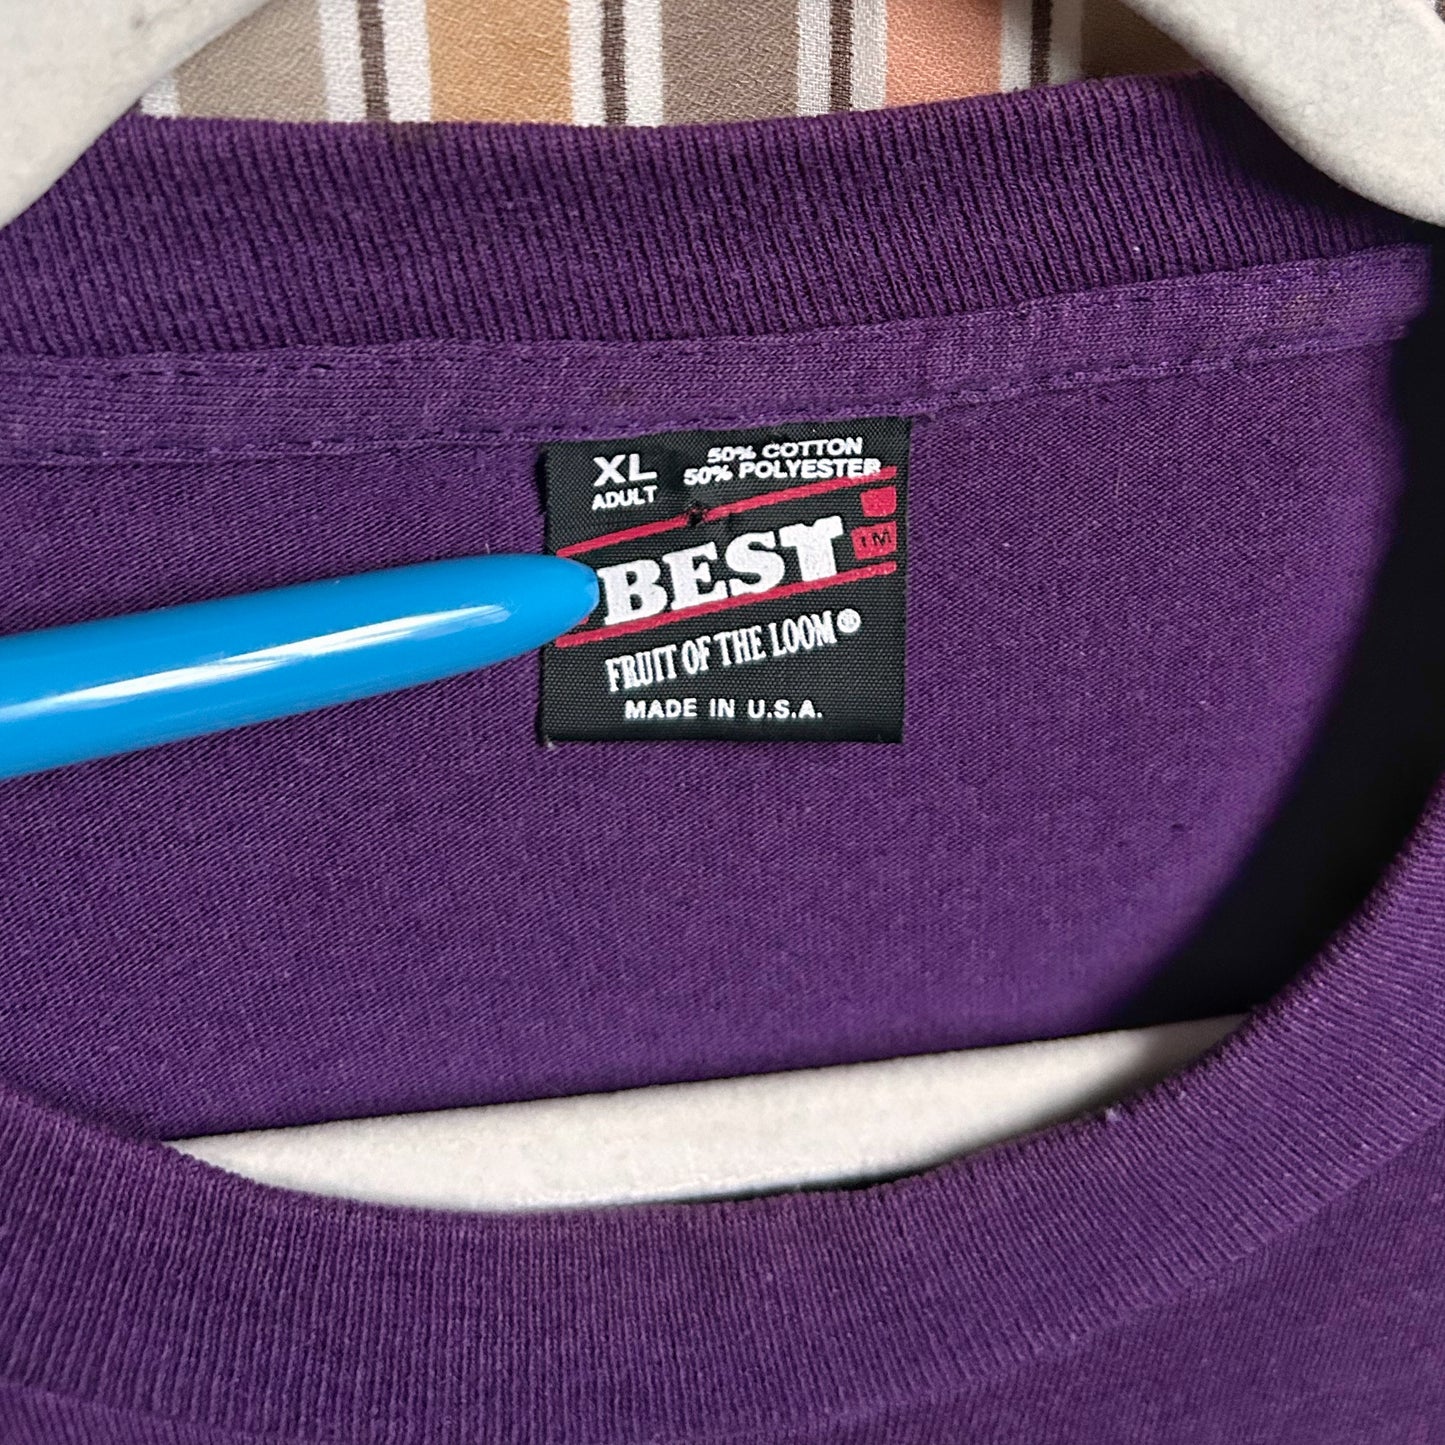 XL
ADULT
50% COTTON
50% POLYESTER
BEST!
TM
FRUIT OF THE LOOM®
MADE IN U.S.A.